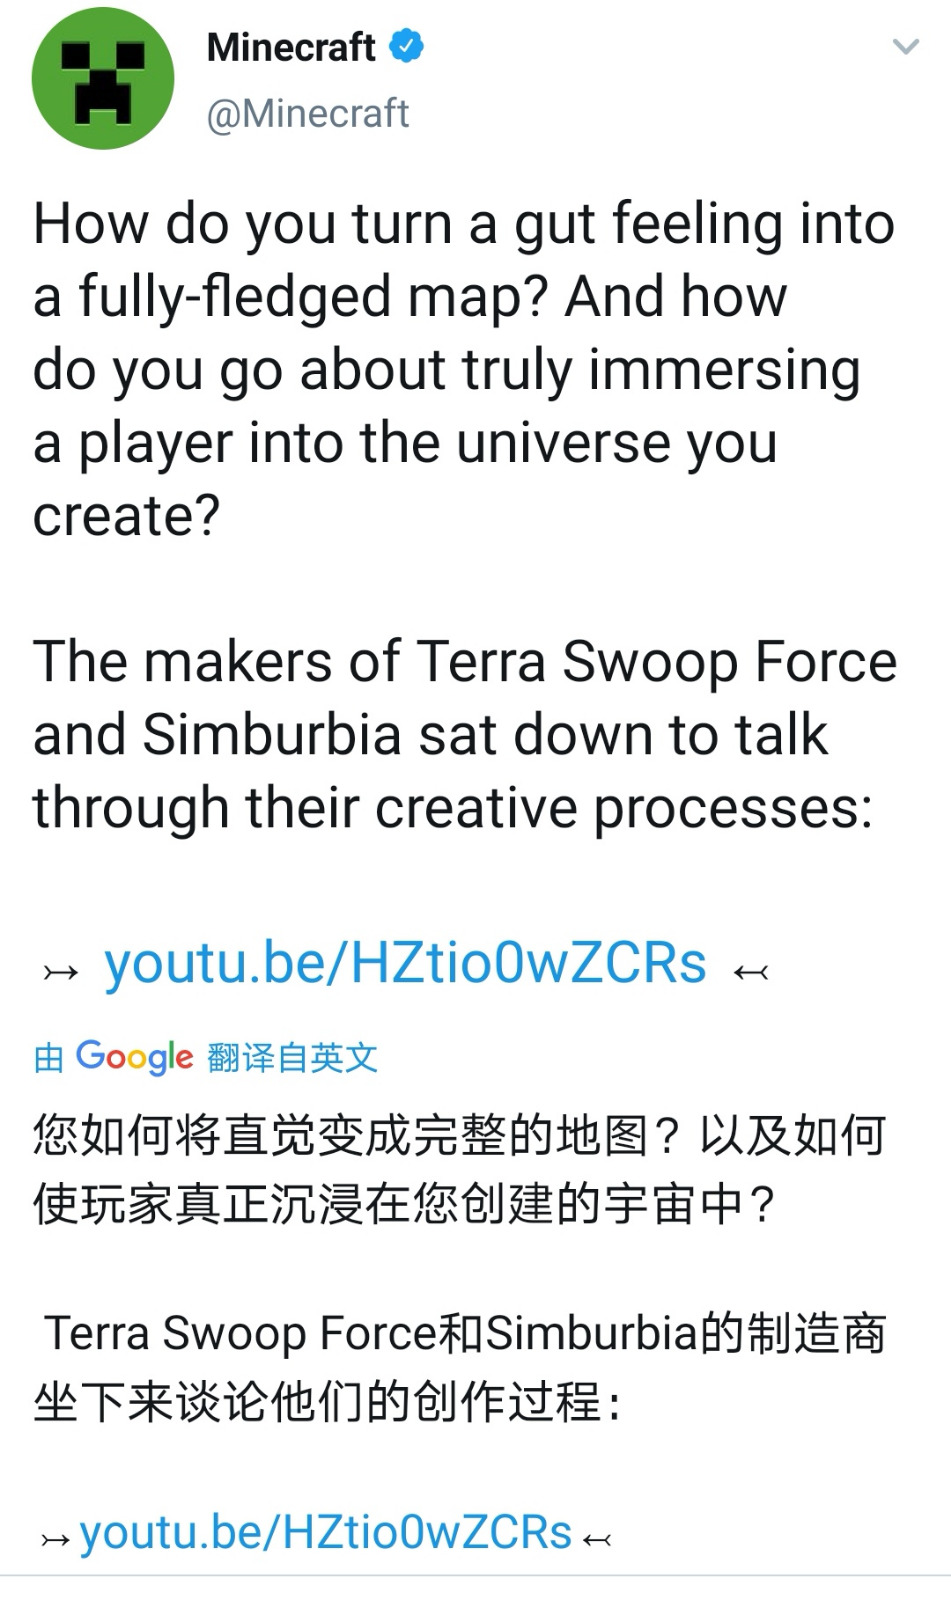 Minecraft
@Minecraft
How do you turn a gut feeling into
a fully-fledged map? And how
do you go about truly immersing
a player into the universe you
create?
The makers of Terra Swoop Force
and Simburbia sat down to talk
through their creative processes:
↣ youtu.be/HZtio0wZCRs ↢
由 Google 翻译自英文
您如何将直觉变成完整的地图？以及如何
使玩家真正沉浸在您创建的宇宙中？
Terra Swoop Force和Simburbia的制造商
坐下来谈论他们的创作过程：
↣youtu.be/HZtio0wZCRs↢